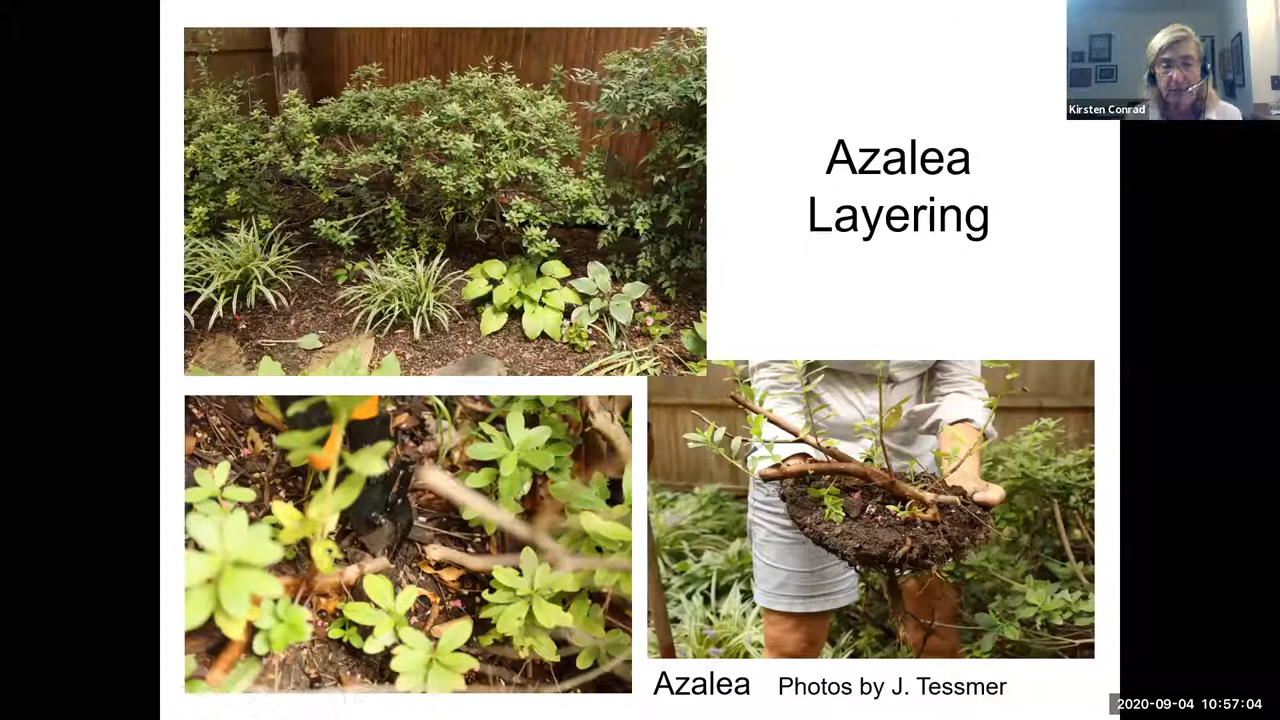 Kirsten Conrad
Azalea
Layering
Azalea Photos by J. Tessmer
2020-09-04 10:57:04